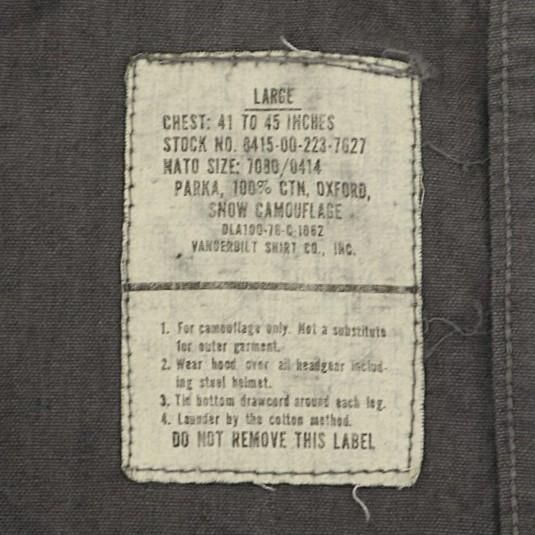 LARGE
CHEST: 41 TO 45 INCHES
STOCK NO. 8415-00-223-7627
NATO SIZE: 7080/0414
PARKA, 100% CTN, OXFORD,
SNOW CAMOUFLAGE
DLA100-78-C-1862
VANDERBILT SHIRT CO., INC.
1. For camouflage only. Not a substitute
for outer garment.
2. Wear hood over all headgear includ-
ing steel helmet.
3. Tie bottom drawcord around each leg.
4. Launder by the cotton method.
DO NOT REMOVE THIS LABEL